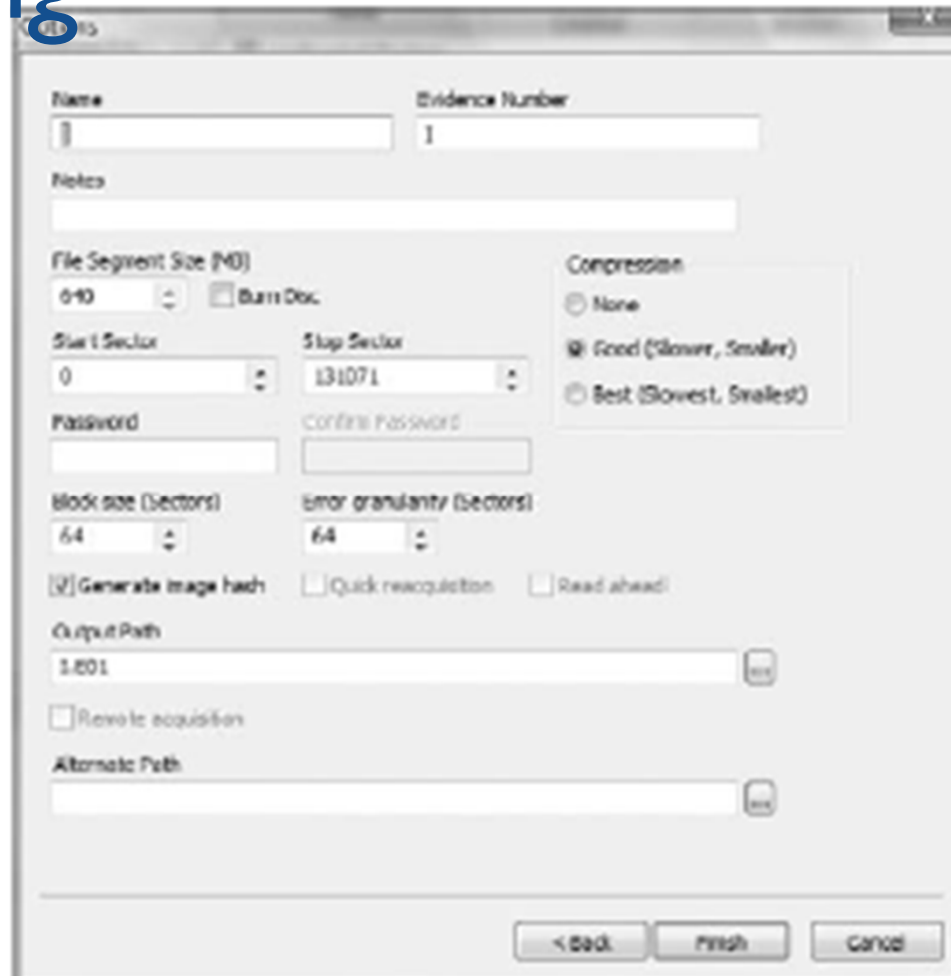 g
Options
Name Evidence Number
1
Notes
File Segment Size (MB) Compression
640 Burn Disc None
Start Sector Stop Sector Good (Slower, Smaller)
0 131071
Best (Slowest, Smallest)
Password Confirm Password
Block size (Sectors) Error granularity (Sectors)
64 64
Generate image hash Quick reacquisition Read ahead
Output Path
1.E01 ...
Remote acquisition
Alternate Path
...
< Back Finish Cancel